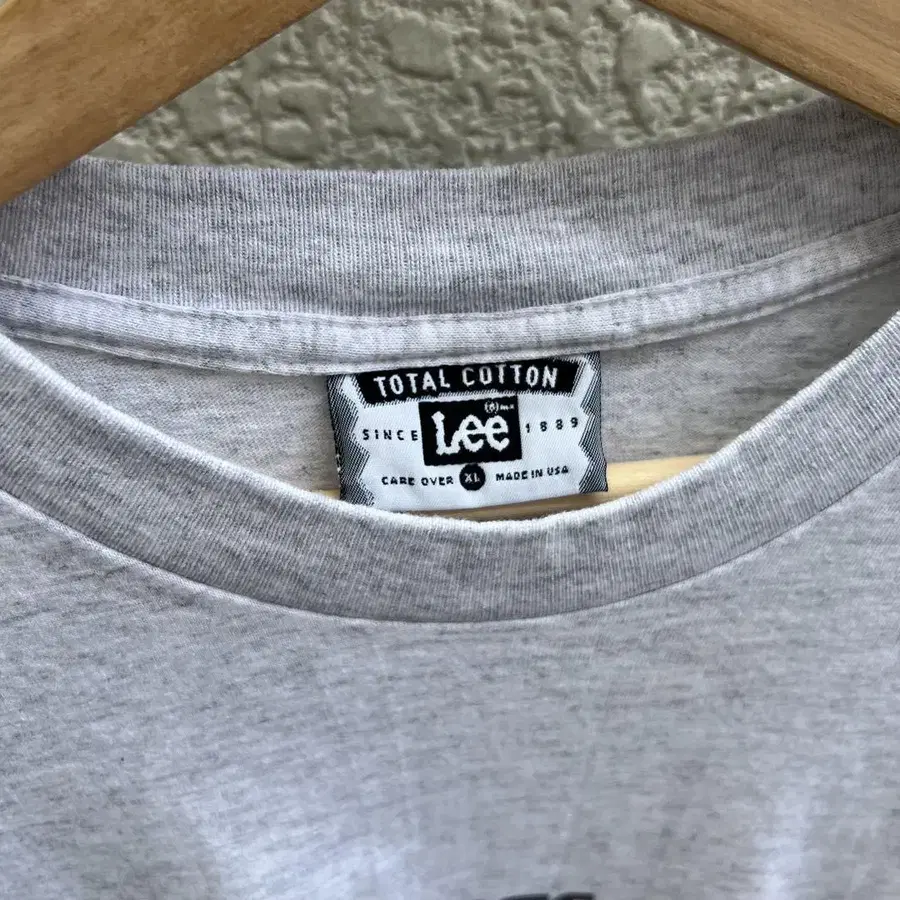 TOTAL COTTON
SINCE Lee 1889
CARE OVER XL MADE IN USA